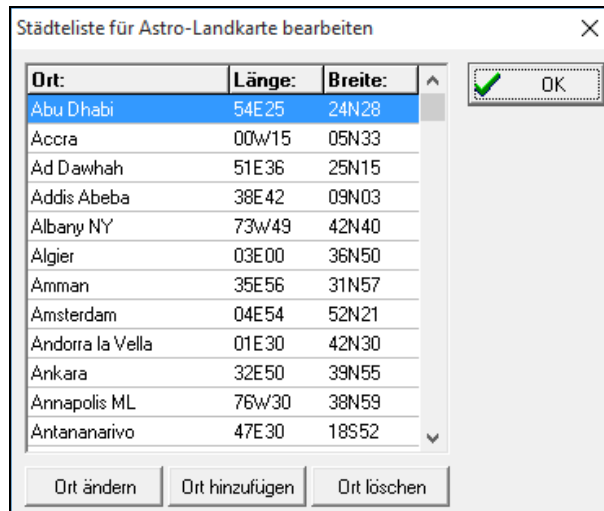 Städteliste für Astro-Landkarte bearbeiten
Ort: Länge: Breite:
OK
Abu Dhabi 54E25 24N28
Accra 00W15 05N33
Ad Dawhah 51E36 25N15
Addis Abeba 38E42 09N03
Albany NY 73W49 42N40
Algier 03E00 36N50
Amman 35E56 31N57
Amsterdam 04E54 52N21
Andorra la Vella 01E30 42N30
Ankara 32E50 39N55
Annapolis ML 76W30 38N59
Antananarivo 47E30 18S52
Ort ändern Ort hinzufügen Ort löschen